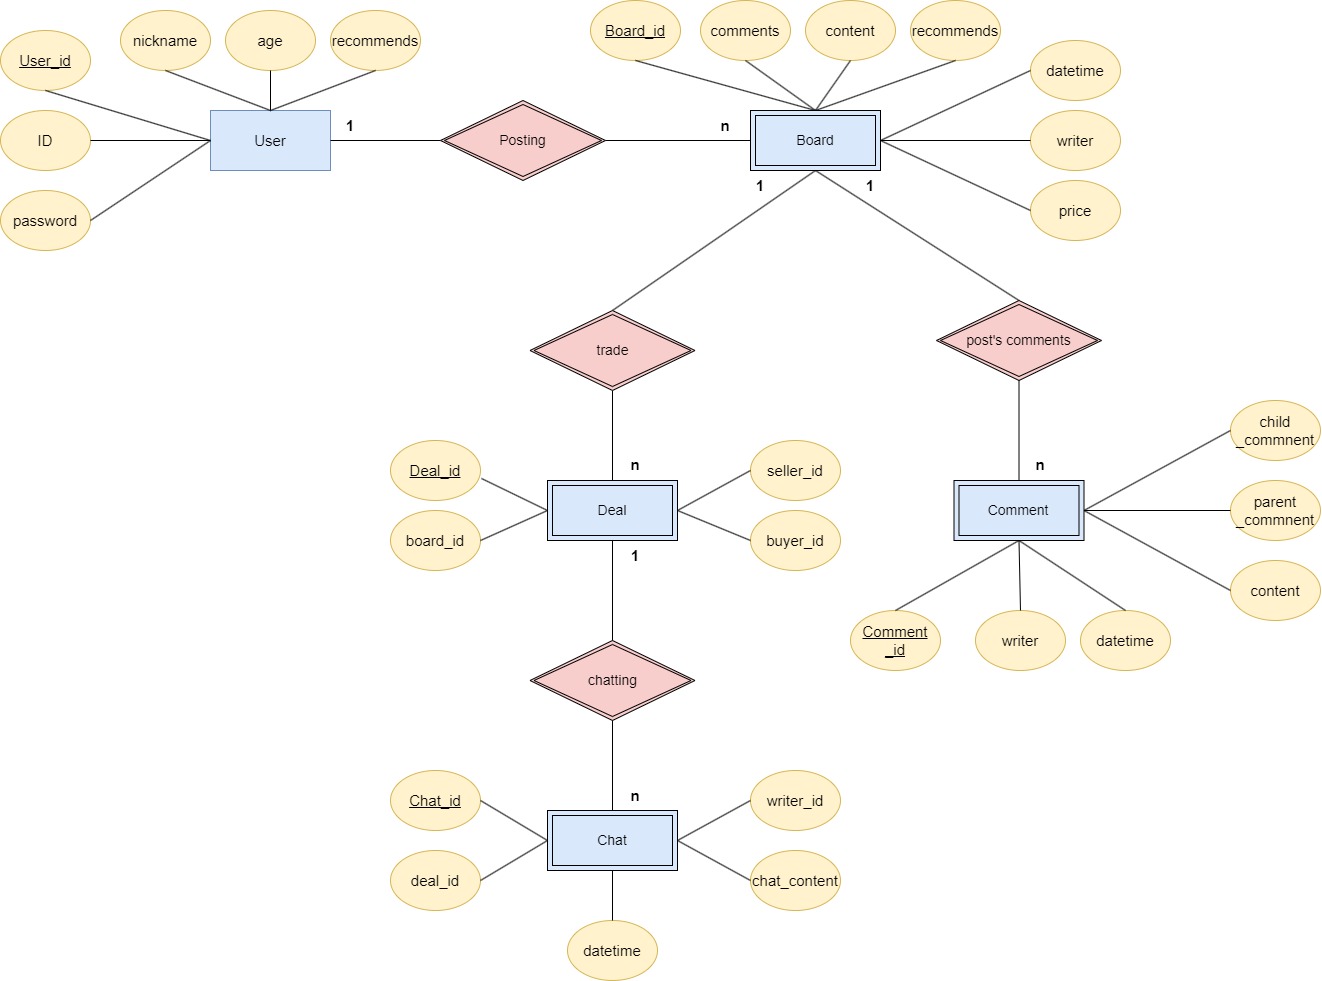 Board_id
comments
content
recommends
nickname
age
recommends
User_id
datetime
ID
User
1
Posting
n
Board
writer
1
1
password
price
trade
post's comments
child
_commnent
n
n
Deal_id
seller_id
parent
_commnent
Deal
Comment
board_id
buyer_id
1
content
Comment
_id
writer
datetime
chatting
n
Chat_id
writer_id
Chat
deal_id
chat_content
datetime